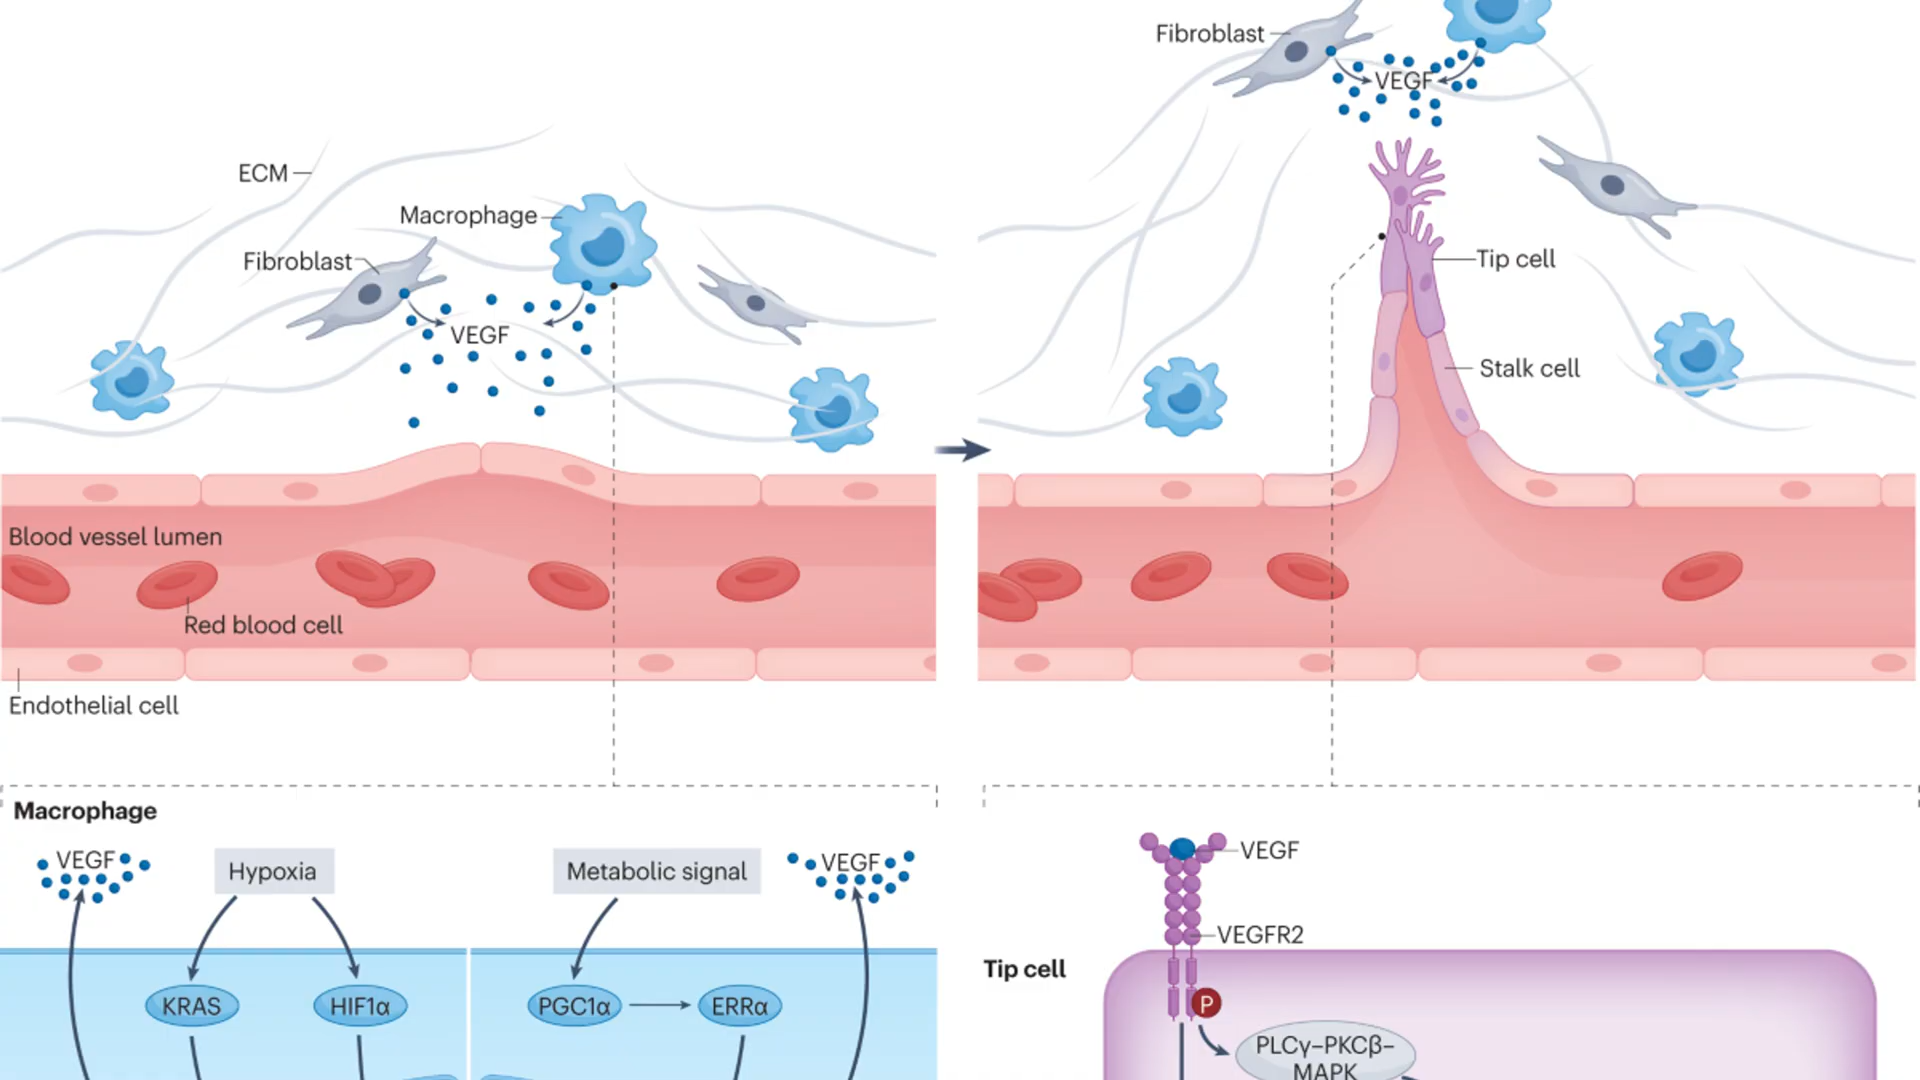 ECM
Macrophage
Fibroblast
VEGF
Blood vessel lumen
Red blood cell
Endothelial cell
Fibroblast
VEGF
Tip cell
Stalk cell
Macrophage
VEGF
Hypoxia
Metabolic signal
VEGF
KRAS
HIF1α
PGC1α
ERRα
VEGF
VEGFR2
Tip cell
P
PLCγ–PKCβ–
MAPK